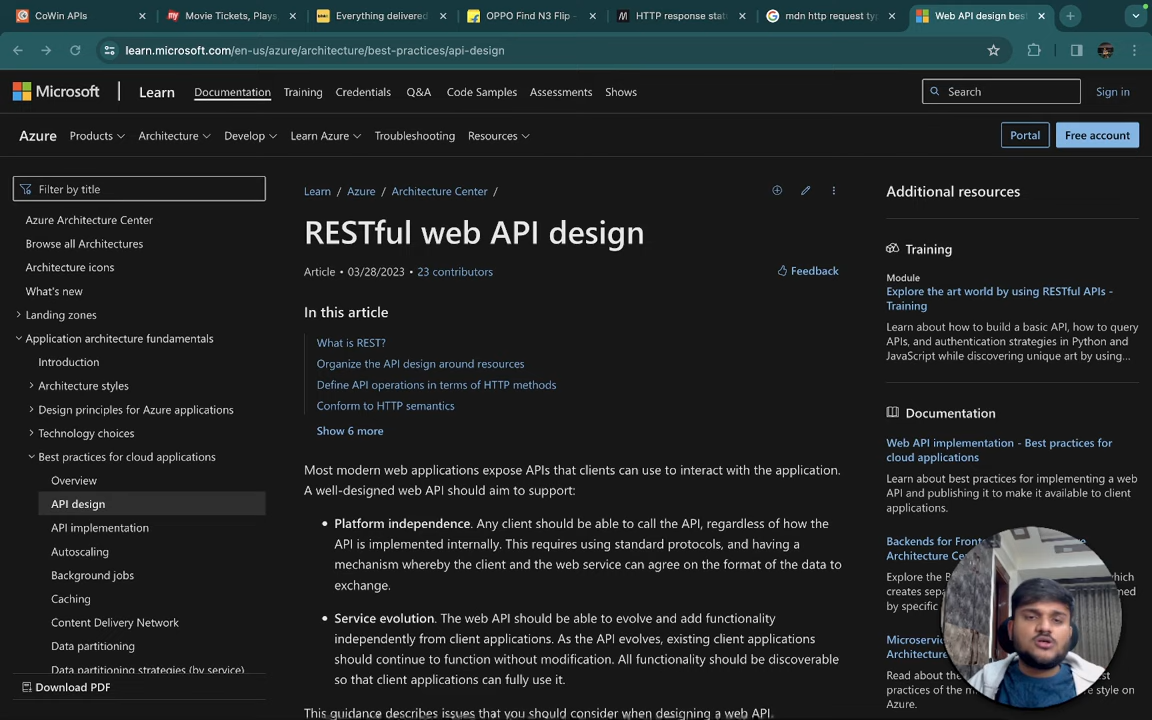 CoWin APIs
Movie Tickets, Plays,
Everything delivered
OPPO Find N3 Flip -
HTTP response stat
mdn http request typ
Web API design bes
learn.microsoft.com/en-us/azure/architecture/best-practices/api-design
Microsoft
Learn
Documentation
Training
Credentials
Q&A
Code Samples
Assessments
Shows
Search
Sign in
Azure
Products
Architecture
Develop
Learn Azure
Troubleshooting
Resources
Portal
Free account
Filter by title
Azure Architecture Center
Browse all Architectures
Architecture icons
What's new
Landing zones
Application architecture fundamentals
Introduction
Architecture styles
Design principles for Azure applications
Technology choices
Best practices for cloud applications
Overview
API design
API implementation
Autoscaling
Background jobs
Caching
Content Delivery Network
Data partitioning
Data partitioning strategies (by service)
Download PDF
Learn / Azure / Architecture Center /
RESTful web API design
Article • 03/28/2023 • 23 contributors
Feedback
In this article
What is REST?
Organize the API design around resources
Define API operations in terms of HTTP methods
Conform to HTTP semantics
Show 6 more
Most modern web applications expose APIs that clients can use to interact with the application.
A well-designed web API should aim to support:
• Platform independence. Any client should be able to call the API, regardless of how the
API is implemented internally. This requires using standard protocols, and having a
mechanism whereby the client and the web service can agree on the format of the data to
exchange.
• Service evolution. The web API should be able to evolve and add functionality
independently from client applications. As the API evolves, existing client applications
should continue to function without modification. All functionality should be discoverable
so that client applications can fully use it.
This guidance describes issues that you should consider when designing a web API.
Additional resources
Training
Module
Explore the art world by using RESTful APIs -
Training
Learn about how to build a basic API, how to query
APIs, and authentication strategies in Python and
JavaScript while discovering unique art by using...
Documentation
Web API implementation - Best practices for
cloud applications
Learn about best practices for implementing a web
API and publishing it to make it available to client
applications.
Backends for
Architecture
Explore the which
creates
by specific
Architecture
Read about the best
practices of the style on
Azure.